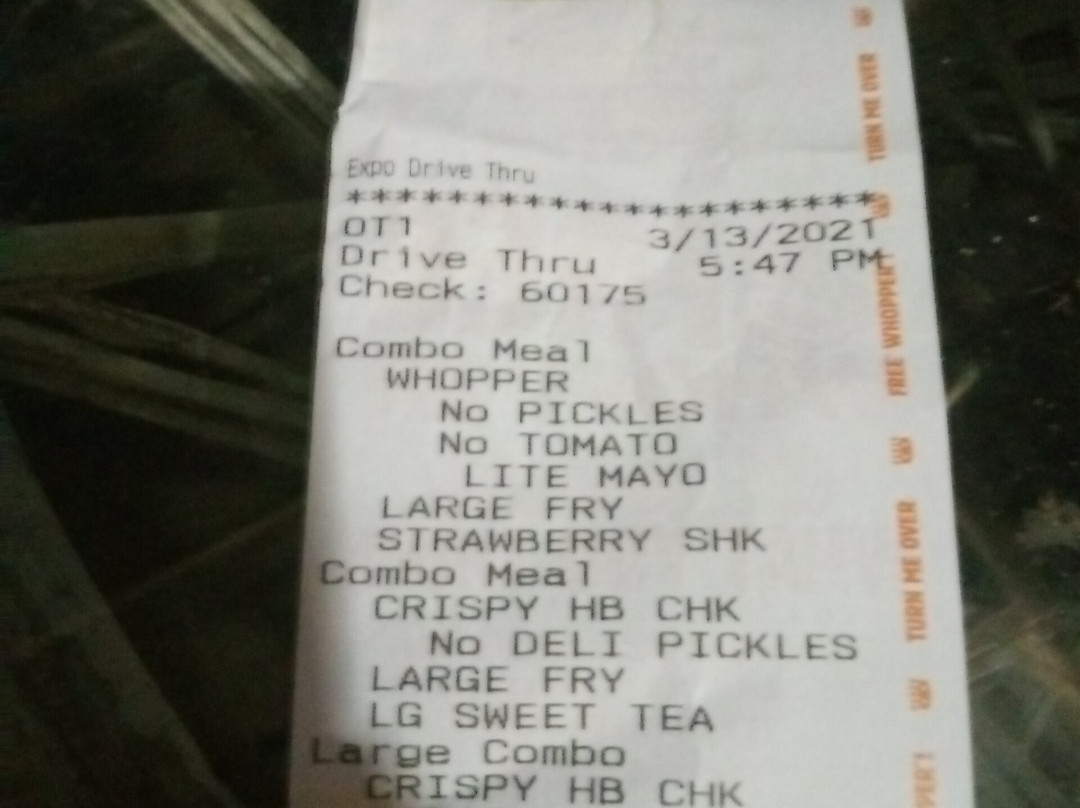 Expo Drive Thru
*********************
OT1 3/13/2021
Drive Thru 5:47 PM
Check: 60175
Combo Meal
WHOPPER
No PICKLES
No TOMATO
LITE MAYO
LARGE FRY
STRAWBERRY SHK
Combo Meal
CRISPY HB CHK
No DELI PICKLES
LARGE FRY
LG SWEET TEA
Large Combo
CRISPY HB CHK
TURN ME OVER
FREE WHOPPER
TURN ME OVER